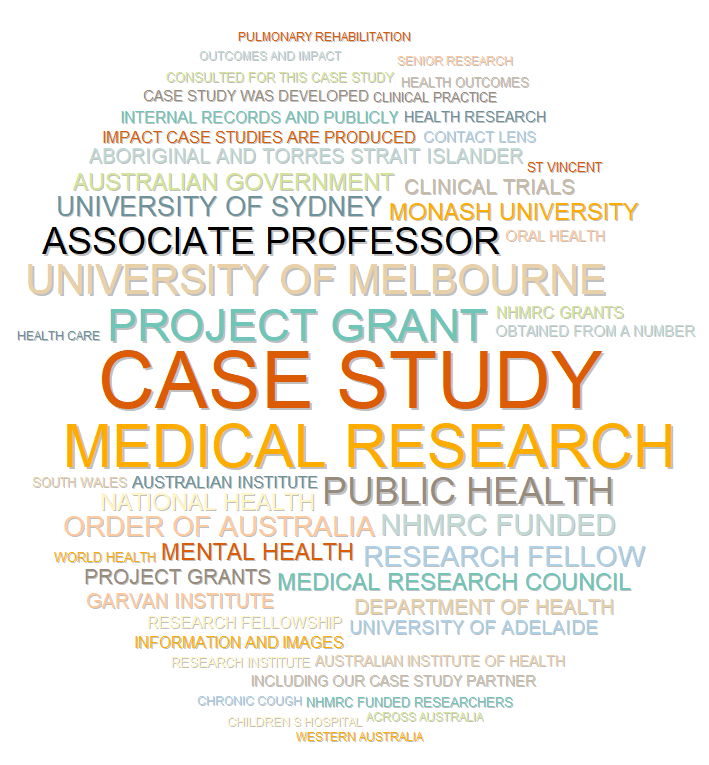 PULMONARY REHABILITATION
OUTCOMES AND IMPACT
SENIOR RESEARCH
CONSULTED FOR THIS CASE STUDY
HEALTH OUTCOMES
CASE STUDY WAS DEVELOPED
CLINICAL PRACTICE
INTERNAL RECORDS AND PUBLICLY
HEALTH RESEARCH
IMPACT CASE STUDIES ARE PRODUCED
CONTACT LENS
ABORIGINAL AND TORRES STRAIT ISLANDER
ST VINCENT
AUSTRALIAN GOVERNMENT
CLINICAL TRIALS
UNIVERSITY OF SYDNEY
MONASH UNIVERSITY
ASSOCIATE PROFESSOR
ORAL HEALTH
UNIVERSITY OF MELBOURNE
HEALTH CARE
PROJECT GRANT
NHMRC GRANTS
OBTAINED FROM A NUMBER
CASE STUDY
MEDICAL RESEARCH
SOUTH WALES
AUSTRALIAN INSTITUTE
PUBLIC HEALTH
NATIONAL HEALTH
ORDER OF AUSTRALIA
NHMRC FUNDED
WORLD HEALTH
MENTAL HEALTH
RESEARCH FELLOW
PROJECT GRANTS
MEDICAL RESEARCH COUNCIL
GARVAN INSTITUTE
DEPARTMENT OF HEALTH
RESEARCH FELLOWSHIP
UNIVERSITY OF ADELAIDE
INFORMATION AND IMAGES
RESEARCH INSTITUTE
AUSTRALIAN INSTITUTE OF HEALTH
INCLUDING OUR CASE STUDY PARTNER
CHRONIC COUGH
NHMRC FUNDED RESEARCHERS
CHILDREN S HOSPITAL
ACROSS AUSTRALIA
WESTERN AUSTRALIA